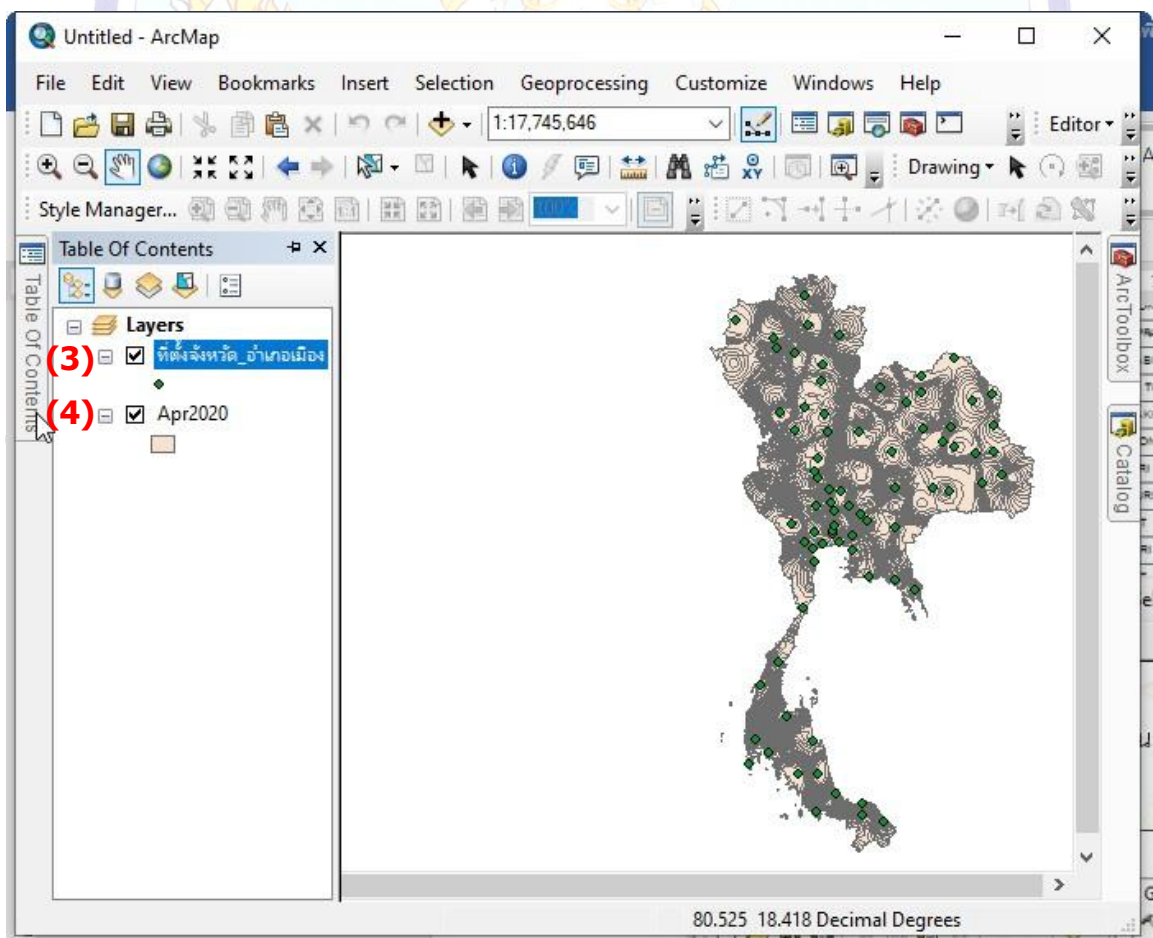 Untitled - ArcMap
File Edit View Bookmarks Insert Selection Geoprocessing Customize Windows Help
1:17,745,646
Editor
Drawing
Style Manager...
100%
Table Of Contents
Table Of Contents
Layers
(3) ที่ตั้งจังหวัด_อำเภอเมือง
(4) Apr2020
ArcToolbox
Catalog
80.525 18.418 Decimal Degrees